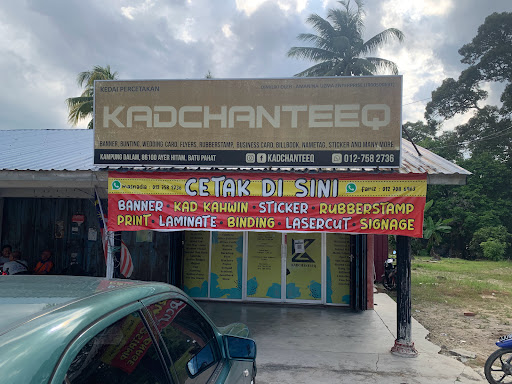 KEDAI PERCETAKAN
KADCHANTEEQ
BANNER, BUNTING, WEDDING CARD, FLYERS, RUBBERSTAMP, BUSINESS CARD, BILLBOOK, NAMETAG, STICKER AND MANY MORE
KAMPUNG DALAM, 86100 AYER HITAM, BATU PAHAT
KADCHANTEEQ
012-758 2736
CETAK DI SINI
BANNER • KAD KAHWIN • STICKER • RUBBERSTAMP
PRINT • LAMINATE • BINDING • LASERCUT • SIGNAGE